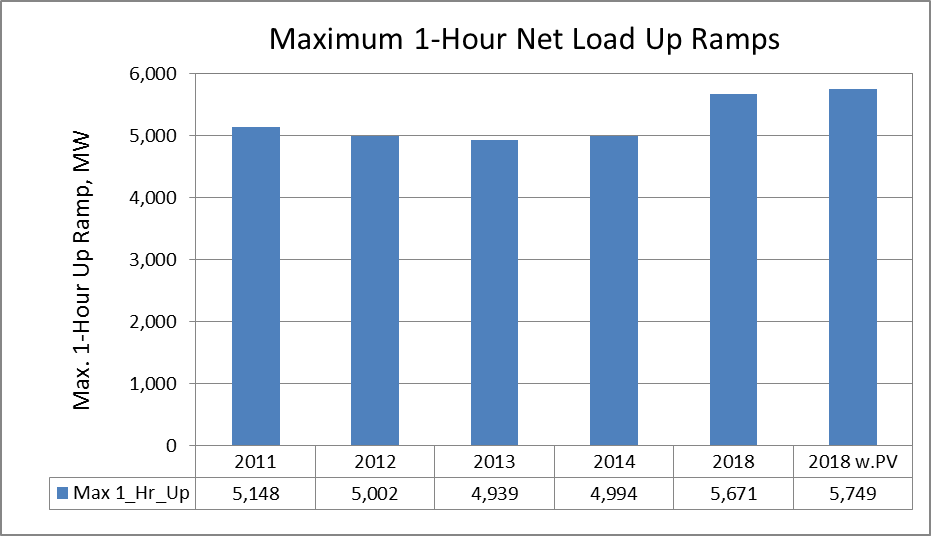 Maximum 1-Hour Net Load Up Ramps
Max. 1-Hour Up Ramp, MW
6,000
5,000
4,000
3,000
2,000
1,000
0
2011 2012 2013 2014 2018 2018 w.PV
Max 1_Hr_Up 5,148 5,002 4,939 4,994 5,671 5,749